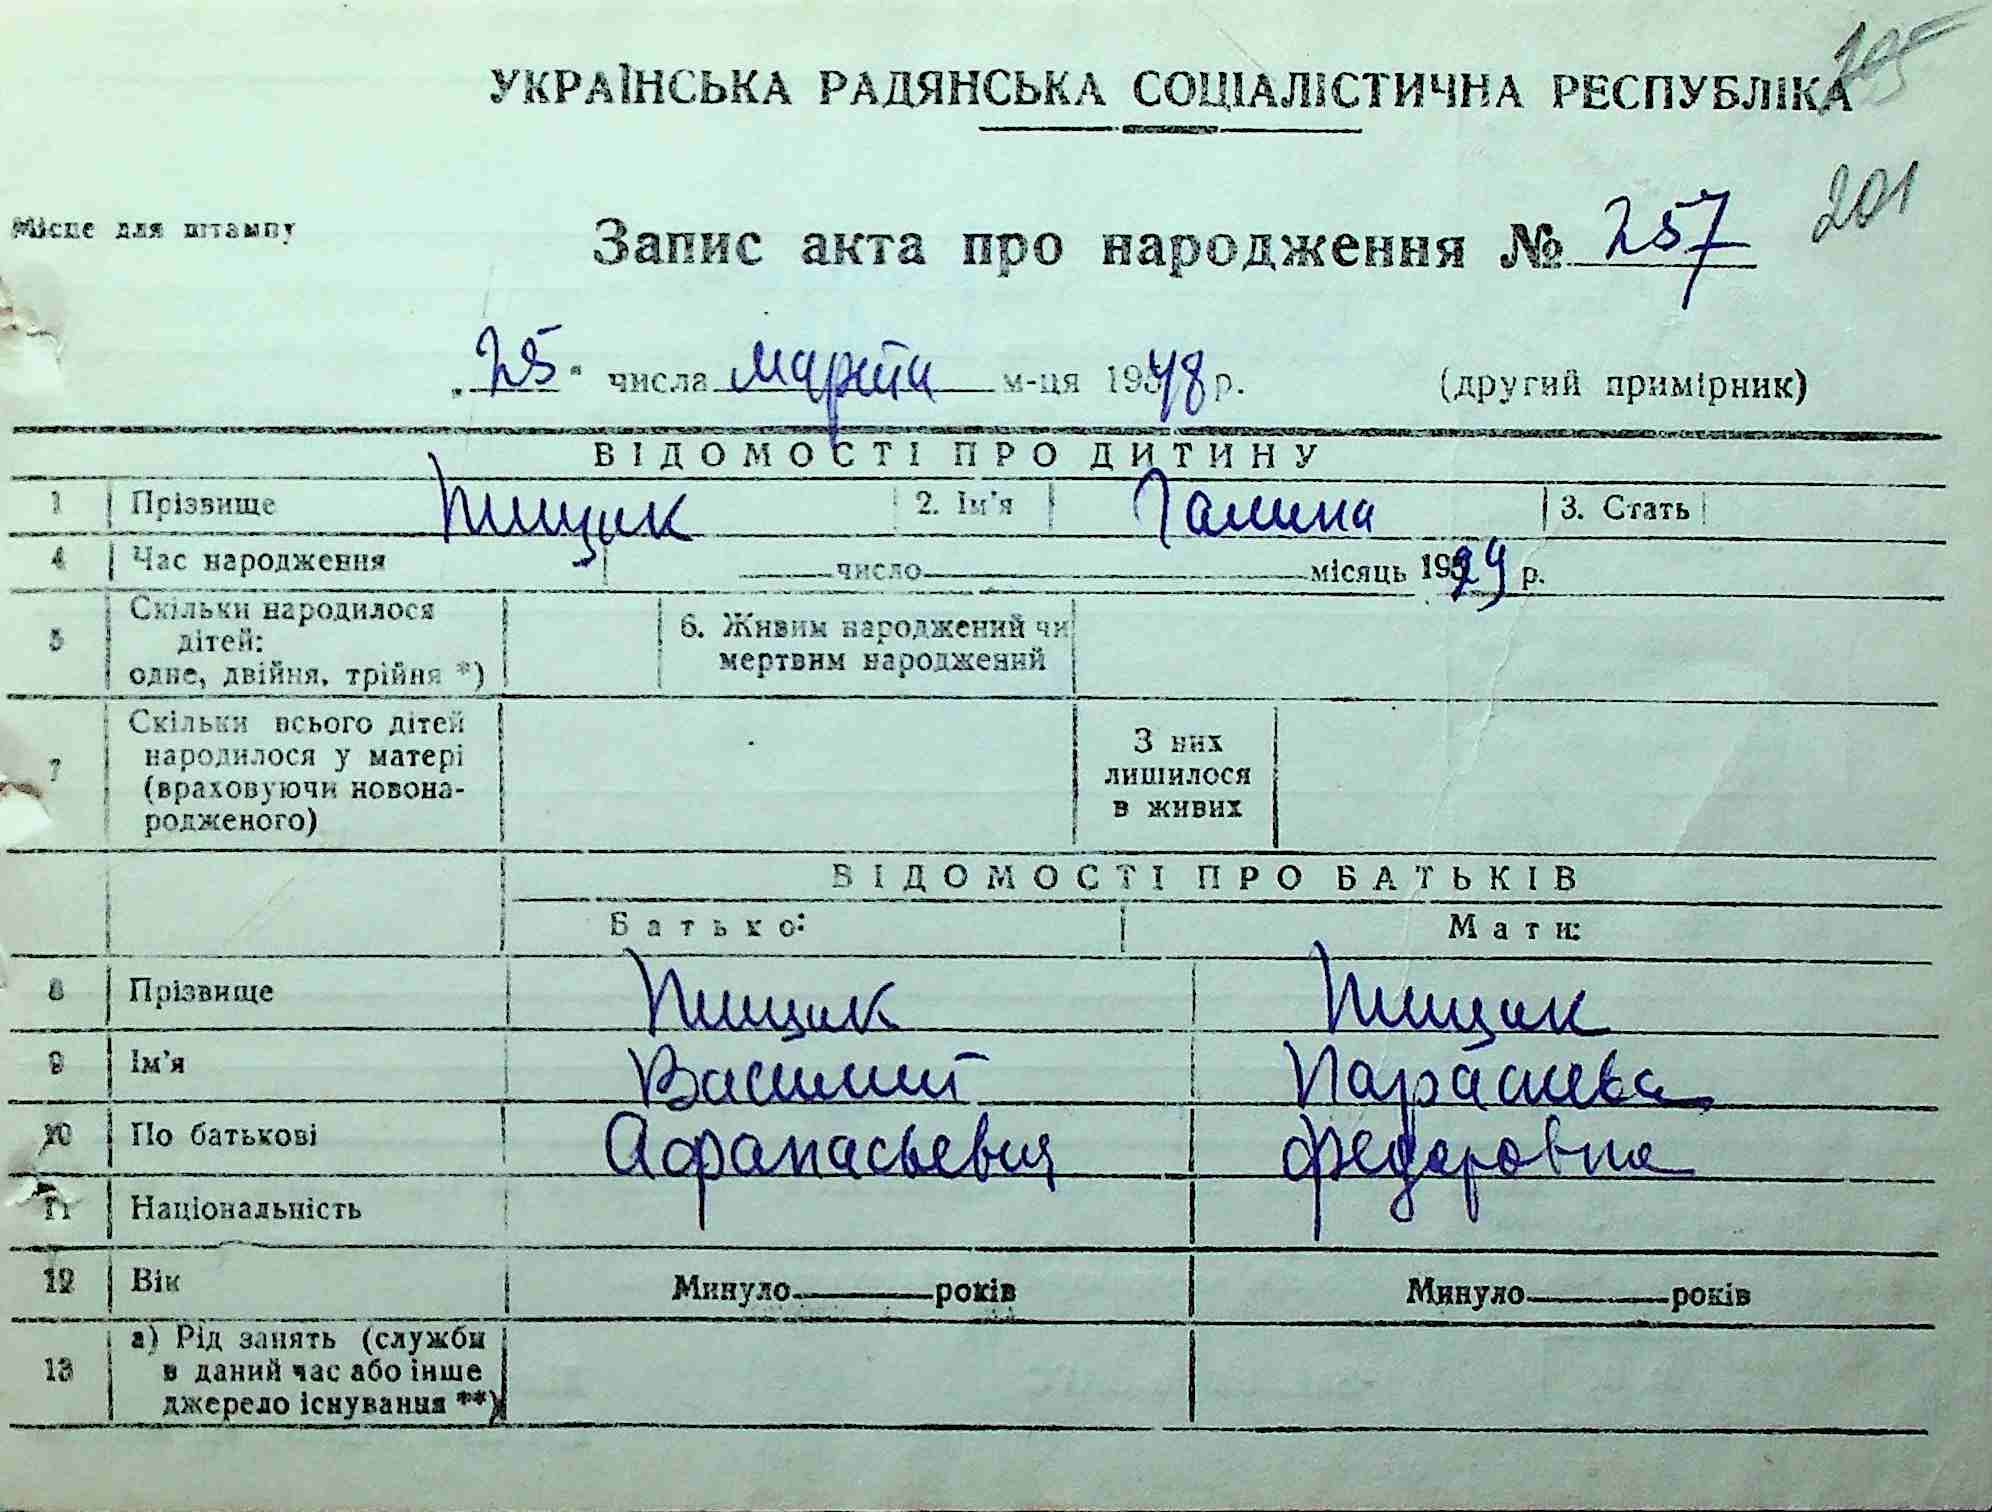 УКРАЇНСЬКА РАДЯНСЬКА СОЦІАЛІСТИЧНА РЕСПУБЛІКА
201
Місце для штампу
Запис акта про народження № 257
„25“ числа марта м-ця 1948 р. (другий примірник)
ВІДОМОСТІ ПРО ДИТИНУ
1 Прізвище Пищик 2. Ім'я Галина 3. Стать
4 Час народження число місяць 1929 р.
5 Скільки народилося дітей: одне, двійня, трійня *) 6. Живим народжений чи мертвим народжений
7 Скільки всього дітей народилося у матері (враховуючи новонародженого) З них лишилося в живих
ВІДОМОСТІ ПРО БАТЬКІВ
Батько: Мати:
8 Прізвище Пищик Пищик
9 Ім'я Василий Параскева
10 По батькові Афанасьевич Федоровна
11 Національність
12 Вік Минуло років Минуло років
13 а) Рід занять (служби в даний час або інше джерело існування **)